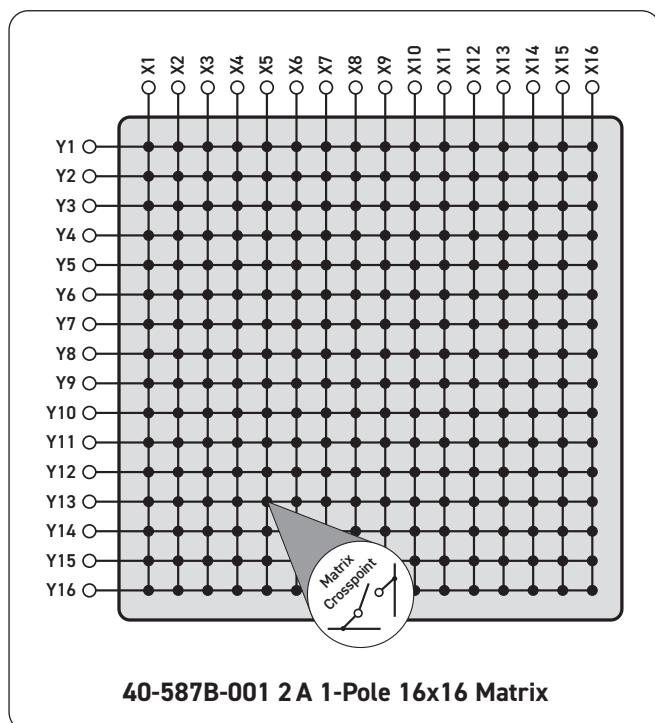 X1 X2 X3 X4 X5 X6 X7 X8 X9 X10 X11 X12 X13 X14 X15 X16
Y1
Y2
Y3
Y4
Y5
Y6
Y7
Y8
Y9
Y10
Y11
Y12
Y13
Y14
Y15
Y16
Matrix
Crosspoint
40-587B-001 2 A 1-Pole 16x16 Matrix